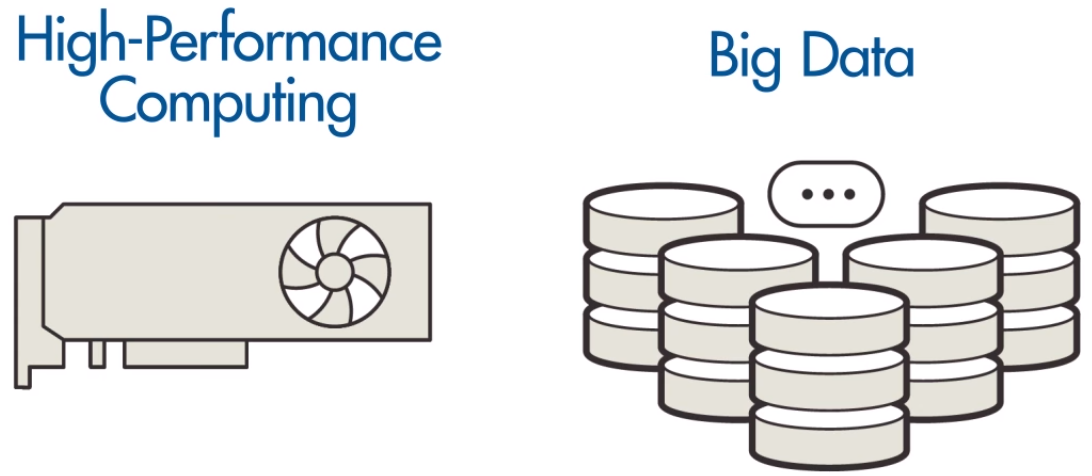 High-Performance
Computing
Big Data